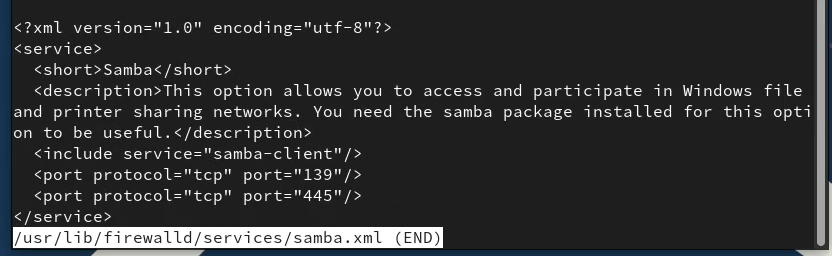 <?xml version="1.0" encoding="utf-8"?>
<service>
  <short>Samba</short>
  <description>This option allows you to access and participate in Windows file
and printer sharing networks. You need the samba package installed for this opti
on to be useful.</description>
  <include service="samba-client"/>
  <port protocol="tcp" port="139"/>
  <port protocol="tcp" port="445"/>
</service>
/usr/lib/firewalld/services/samba.xml (END)